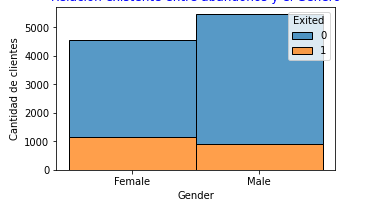 Relación existente entre abandonos y el Género
Exited
0
1
5000
4000
3000
2000
1000
0
Cantidad de clientes
Female
Male
Gender